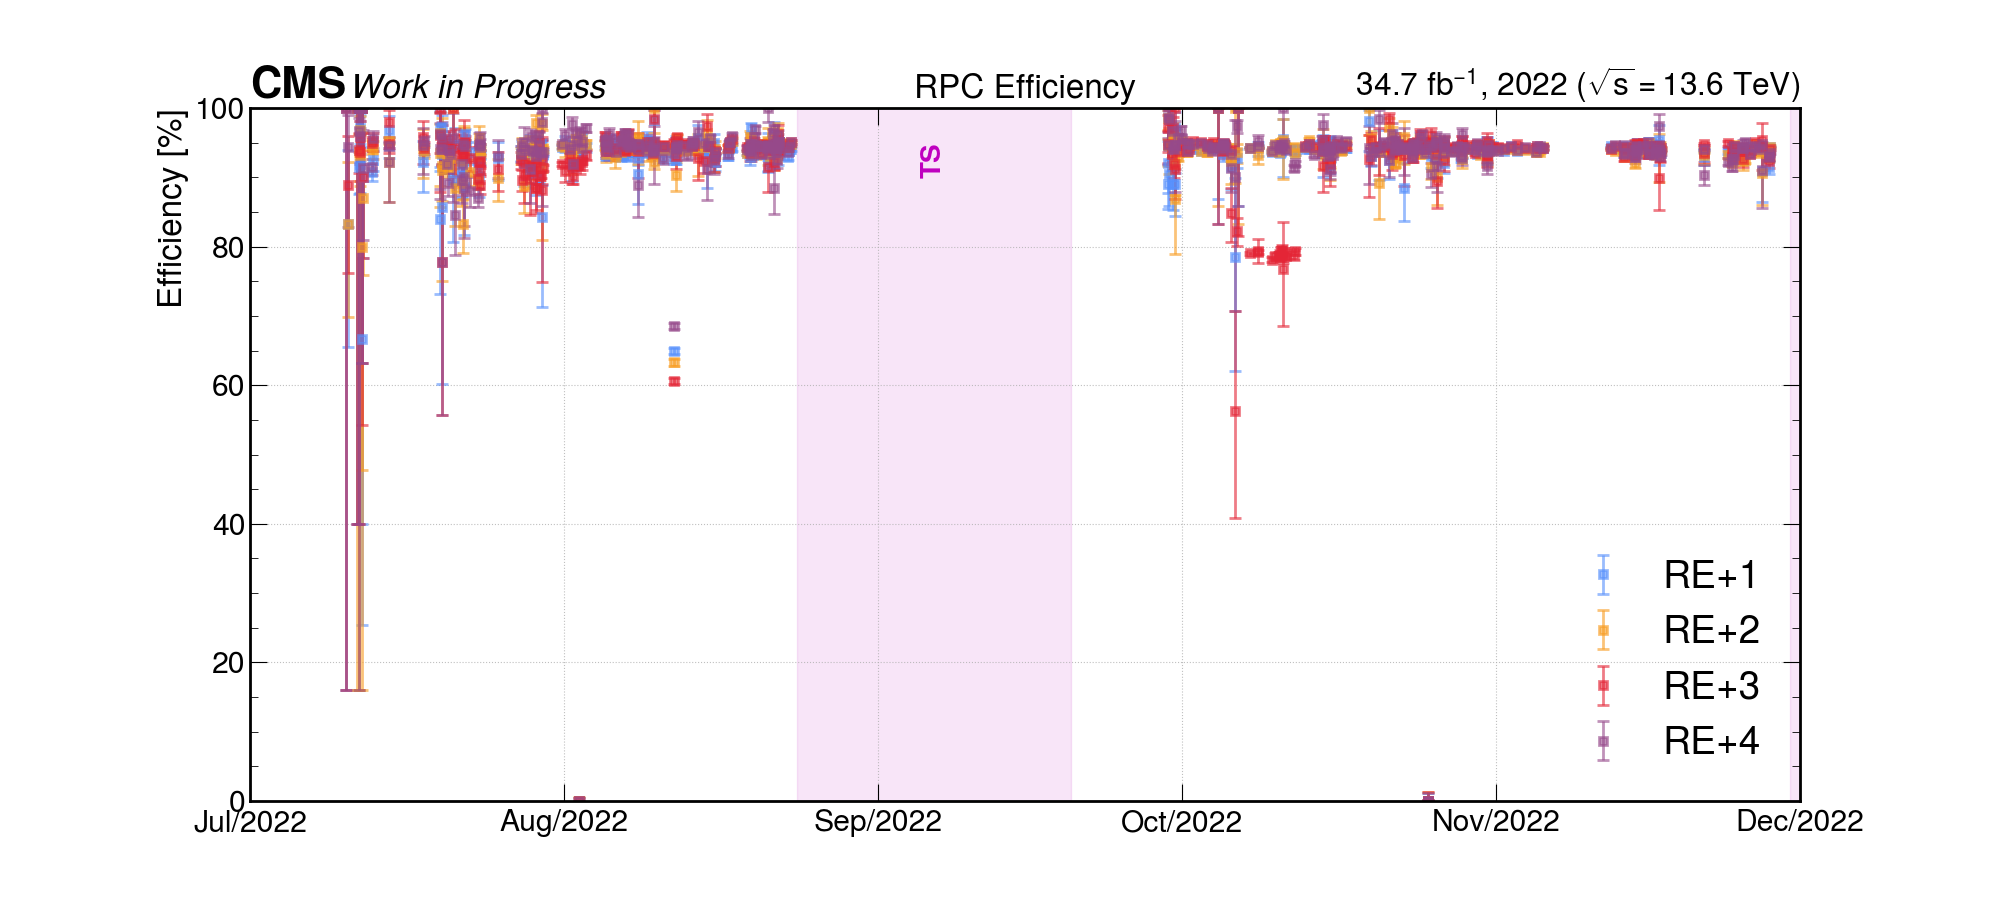 CMS Work in Progress RPC Efficiency 34.7 fb⁻¹, 2022 (√s = 13.6 TeV)
Efficiency [%]
100
80
60
40
20
0
TS
RE+1
RE+2
RE+3
RE+4
Jul/2022 Aug/2022 Sep/2022 Oct/2022 Nov/2022 Dec/2022